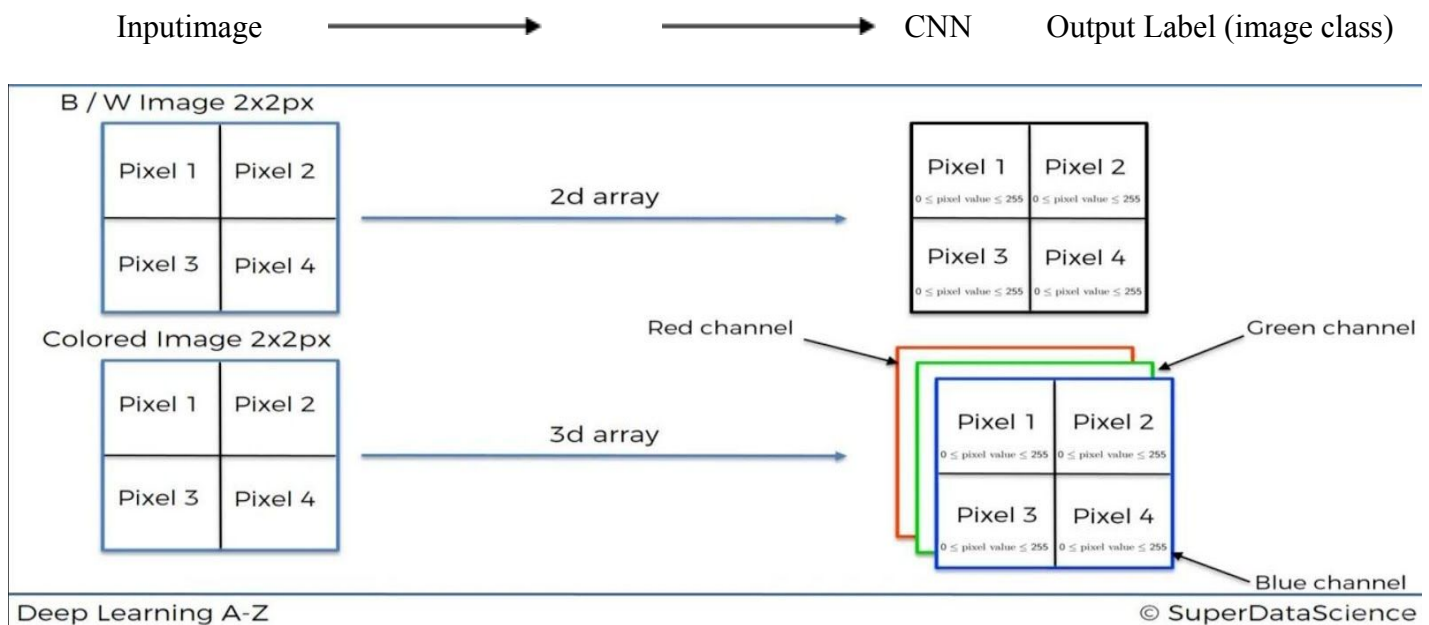 Inputimage CNN Output Label (image class)
B / W Image 2x2px
Pixel 1 Pixel 2
Pixel 3 Pixel 4
2d array
Pixel 1 Pixel 2
0 ≤ pixel value ≤ 255 0 ≤ pixel value ≤ 255
Pixel 3 Pixel 4
0 ≤ pixel value ≤ 255 0 ≤ pixel value ≤ 255
Colored Image 2x2px
Pixel 1 Pixel 2
Pixel 3 Pixel 4
3d array
Red channel
Green channel
Pixel 1 Pixel 2
0 ≤ pixel value ≤ 255 0 ≤ pixel value ≤ 255
Pixel 3 Pixel 4
0 ≤ pixel value ≤ 255 0 ≤ pixel value ≤ 255
Blue channel
Deep Learning A-Z
© SuperDataScience